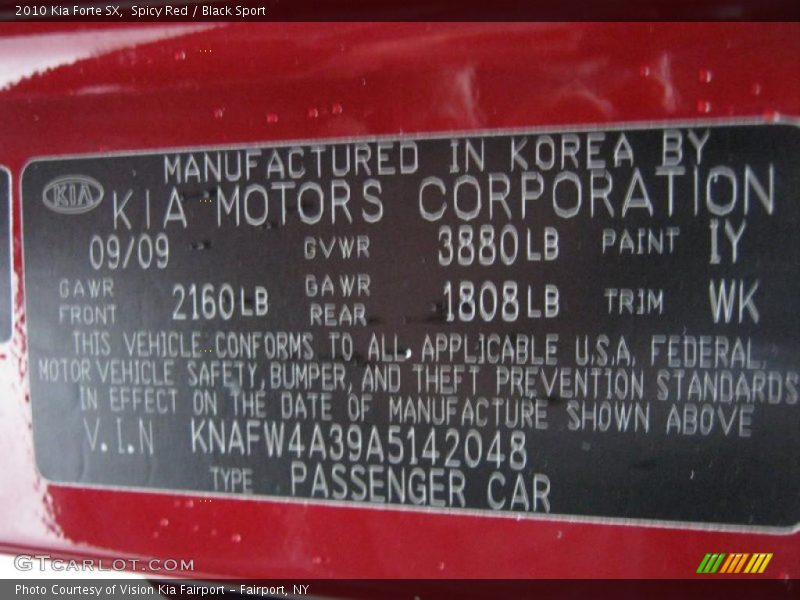 2010 Kia Forte SX,  Spicy Red / Black Sport
MANUFACTURED IN KOREA BY
KIA KIA MOTORS CORPORATION
09/09 GVWR 3880LB PAINT IY
GAWR FRONT 2160LB GAWR REAR 1808LB TRIM WK
THIS VEHICLE CONFORMS TO ALL APPLICABLE U.S.A. FEDERAL
MOTOR VEHICLE SAFETY, BUMPER, AND THEFT PREVENTION STANDARDS
IN EFFECT ON THE DATE OF MANUFACTURE SHOWN ABOVE
V.I.N KNAFW4A39A5142048
TYPE PASSENGER CAR
GTCARLOT.COM
Photo Courtesy of Vision Kia Fairport – Fairport, NY